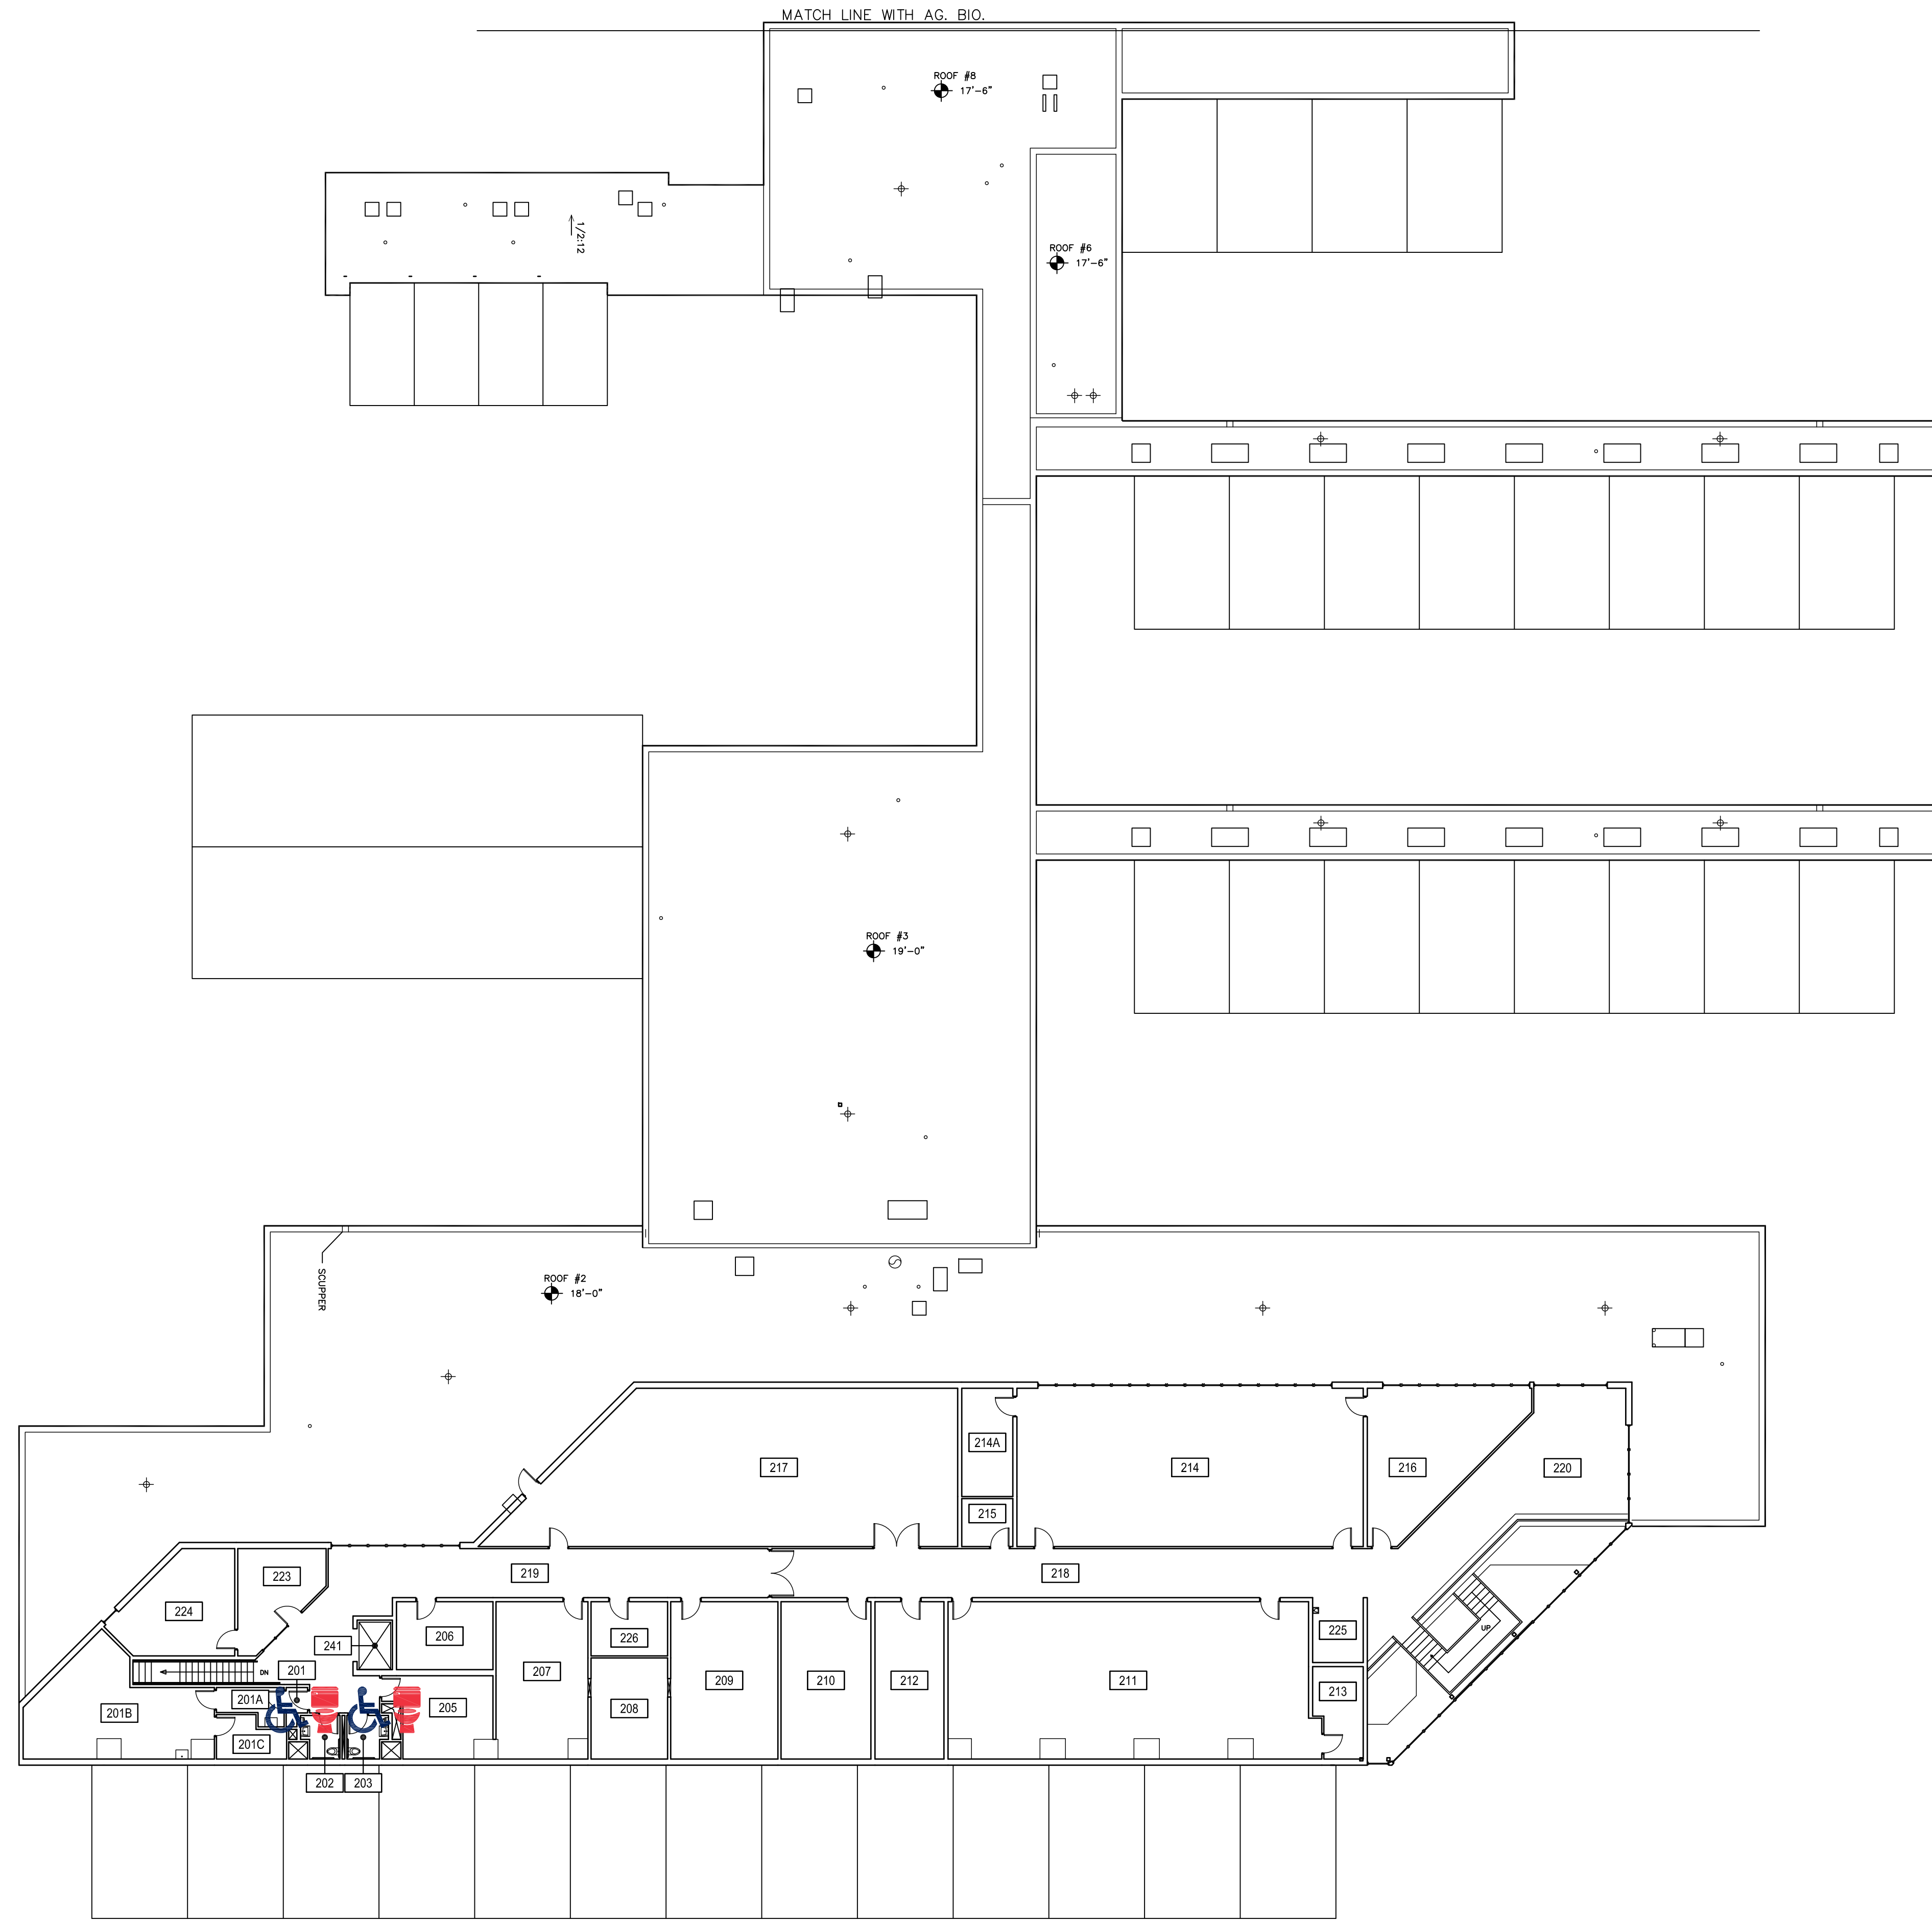 MATCH LINE WITH AG. BIO.
ROOF #8
17'-6"
1/2:12
ROOF #6
17'-6"
ROOF #3
19'-0"
SCUPPER
ROOF #2
18'-0"
217
214A
214
216
220
215
223
219
218
224
241
206
226
225
UP
DN
201
207
209
210
212
211
213
201A
201B
205
208
201C
202
203